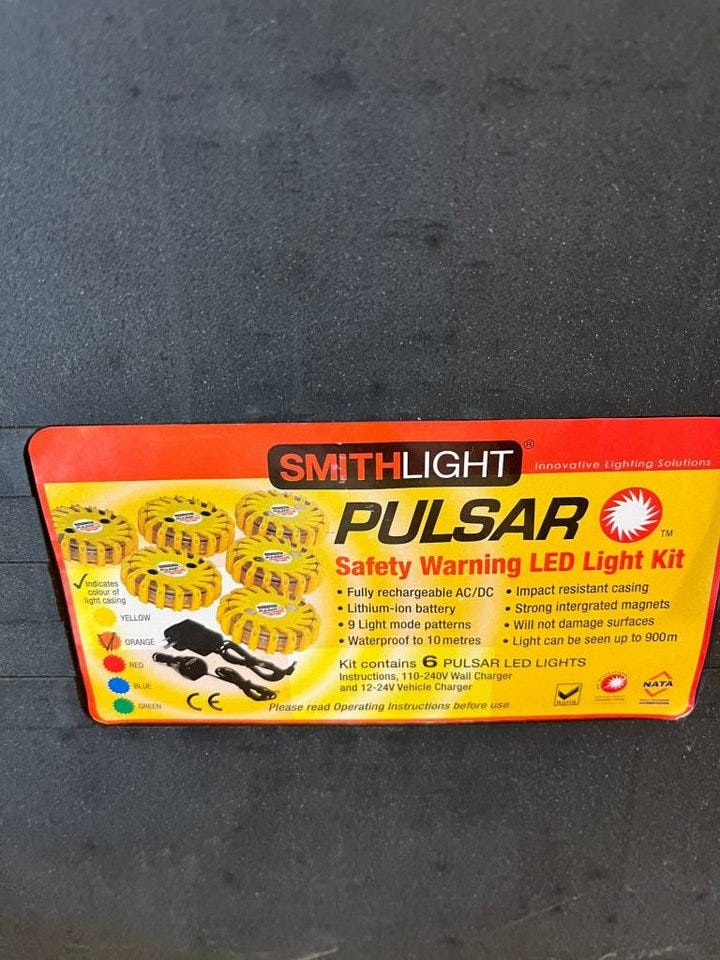 SMITHLIGHT®
Innovative Lighting Solutions
PULSAR
TM
Safety Warning LED Light Kit
• Fully rechargeable AC/DC
• Lithium-ion battery
• 9 Light mode patterns
• Waterproof to 10 metres
• Impact resistant casing
• Strong intergrated magnets
• Will not damage surfaces
• Light can be seen up to 900m
Kit contains 6 PULSAR LED LIGHTS
Instructions, 110-240V Wall Charger
and 12-24V Vehicle Charger
Please read Operating Instructions before use
✓ Indicates
colour of
light casing
YELLOW
ORANGE
RED
BLUE
GREEN
CE
RoHS
NATA